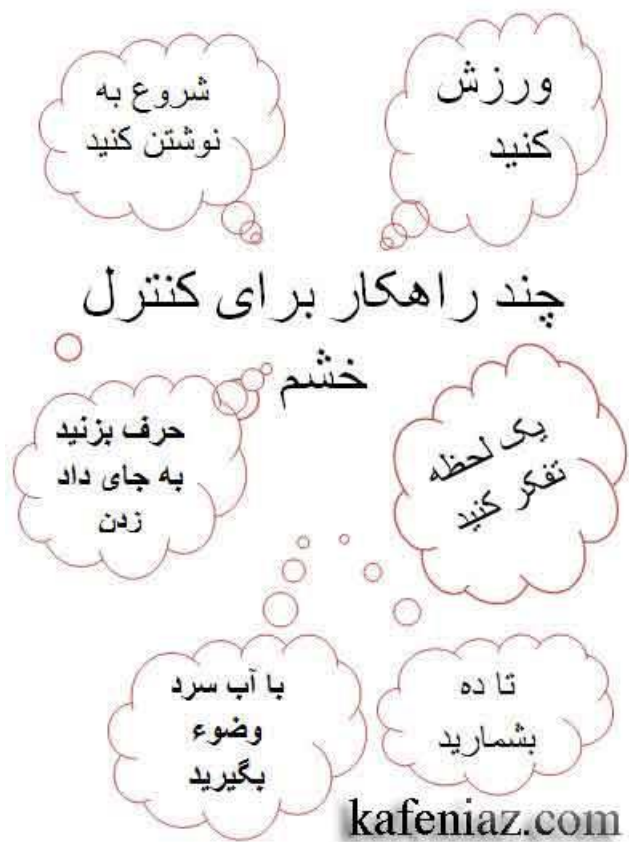 ورزش
کنید
شروع به
نوشتن کنید
چند راهکار برای کنترل
خشم
یک لحظه
تفکر کنید
حرف بزنید
به جای داد
زدن
تا ده
بشمارید
با آب سرد
وضوء
بگیرید
kafeniaz.com